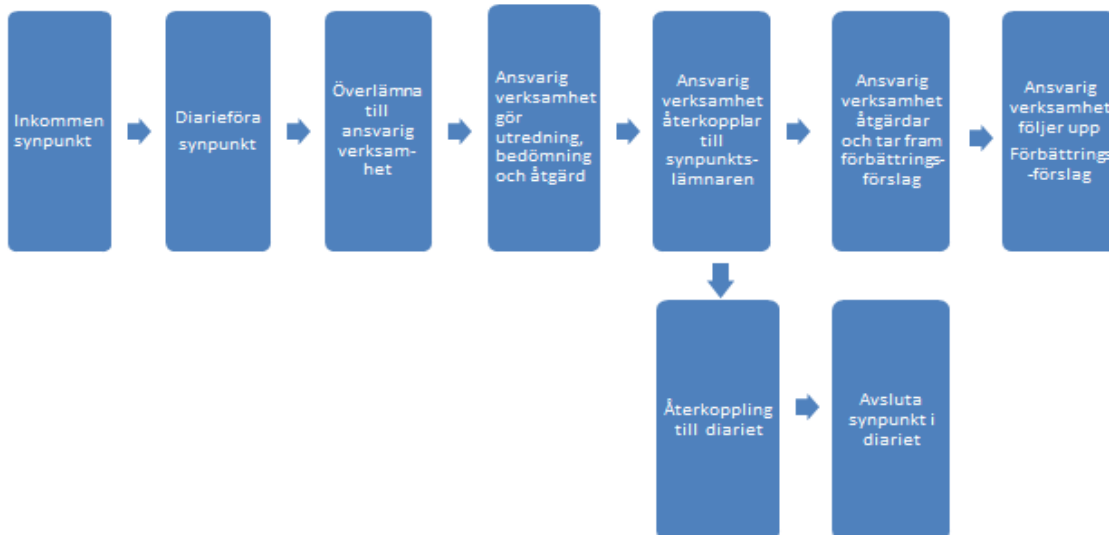 Inkommen
synpunkt
Diarieföra
synpunkt
Överlämna
till
ansvarig
verksam-
het
Ansvarig
verksamhet
gör
utredning,
bedömning
och åtgärd
Ansvarig
verksamhet
återkopplar
till
synpunkts-
lämnaren
Ansvarig
verksamhet
åtgärdar
och tar fram
förbättrings-
förslag
Ansvarig
verksamhet
följer upp
Förbättrings
-förslag
Återkoppling
till diariet
Avsluta
synpunkt i
diariet